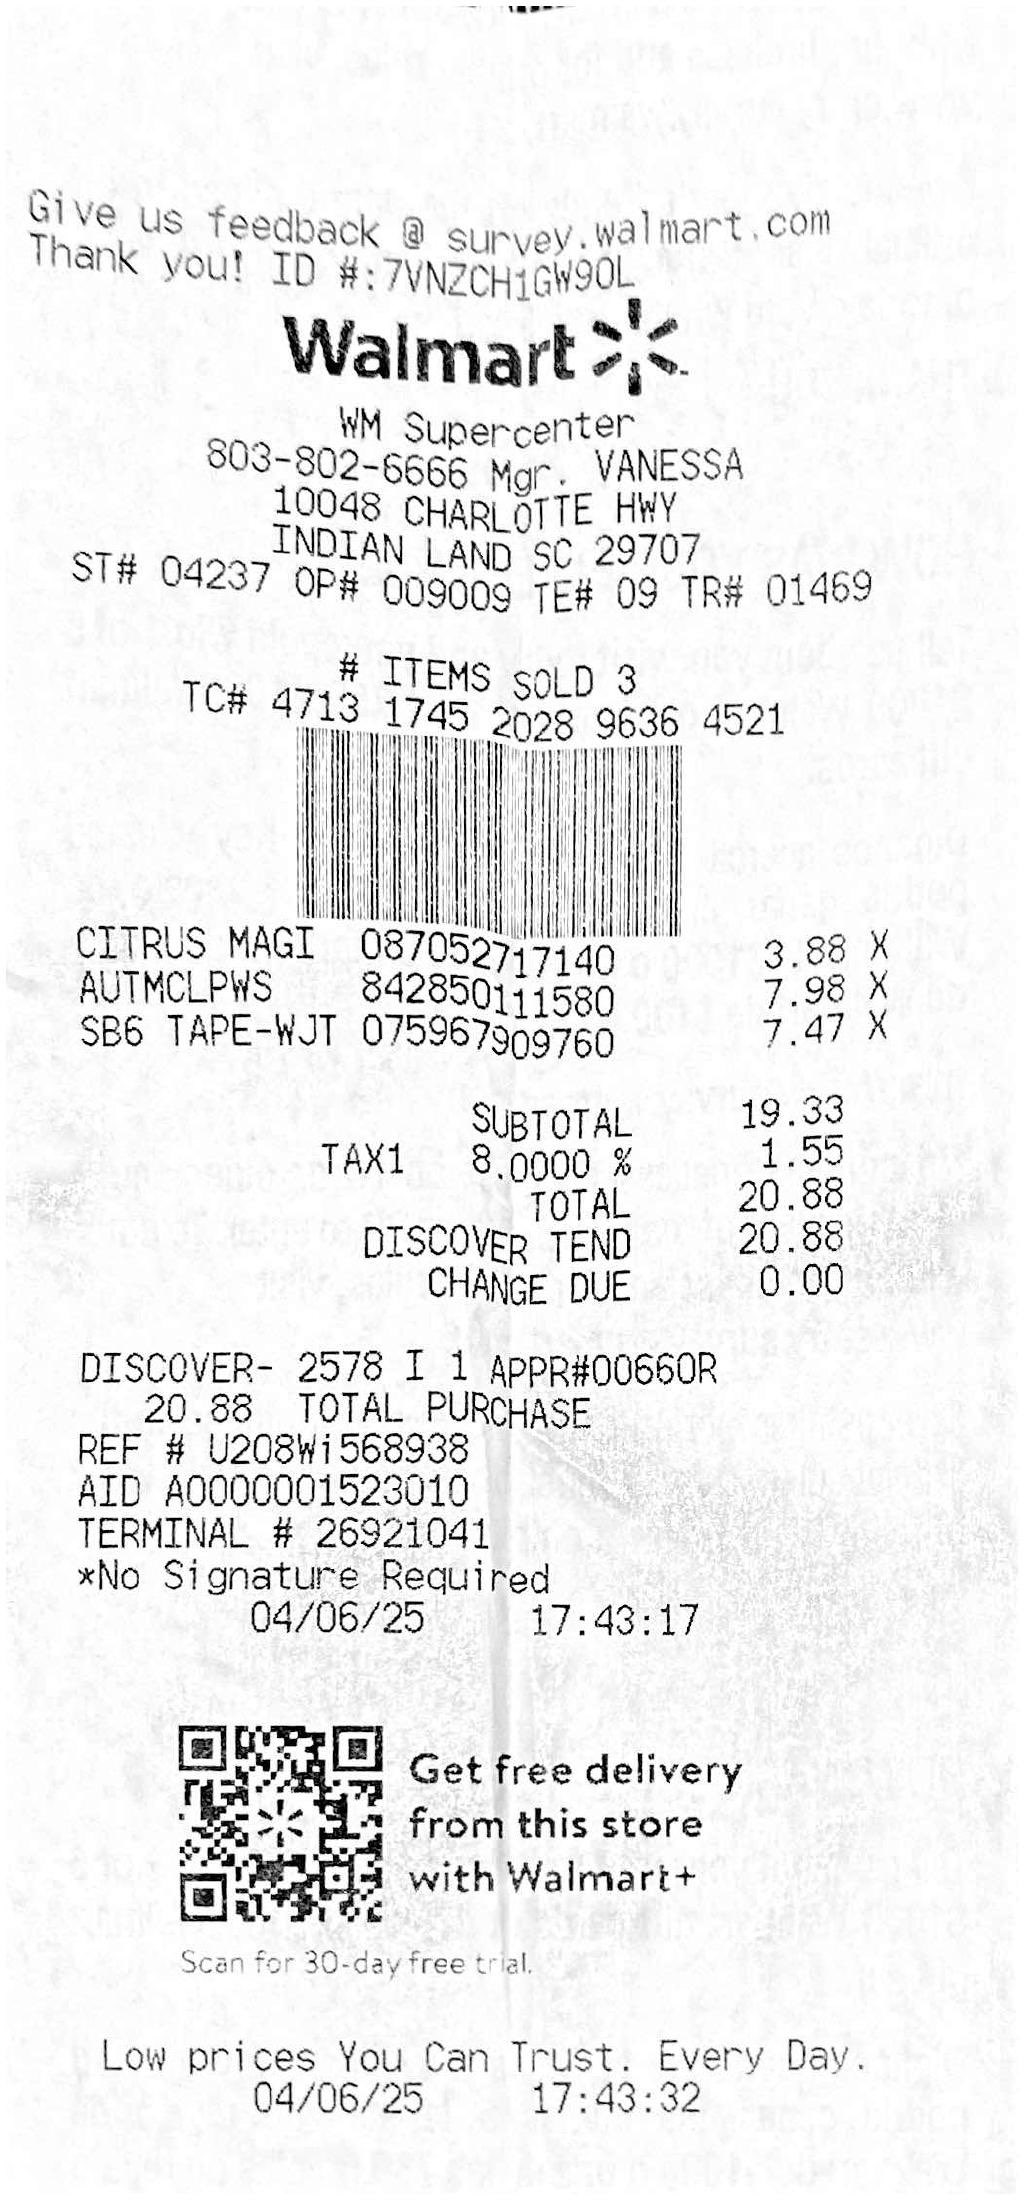 Give us feedback @ survey.walmart.com
Thank you! ID #:7VNZCH1GW9OL
Walmart
WM Supercenter
803-802-6666 Mgr. VANESSA
10048 CHARLOTTE HWY
INDIAN LAND SC 29707
ST# 04237 OP# 009009 TE# 09 TR# 01469
# ITEMS SOLD 3
TC# 4713 1745 2028 9636 4521
CITRUS MAGI 087052717140 3.88 X
AUTMCLPWS 842850111580 7.98 X
SB6 TAPE-WJT 075967909760 7.47 X
SUBTOTAL 19.33
TAX1 8.0000 % 1.55
TOTAL 20.88
DISCOVER TEND 20.88
CHANGE DUE 0.00
DISCOVER- 2578 I 1 APPR#00660R
20.88 TOTAL PURCHASE
REF # U208Wi568938
AID A0000001523010
TERMINAL # 26921041
*No Signature Required
04/06/25 17:43:17
Get free delivery
from this store
with Walmart+
Scan for 30-day free trial.
Low prices You Can Trust. Every Day.
04/06/25 17:43:32